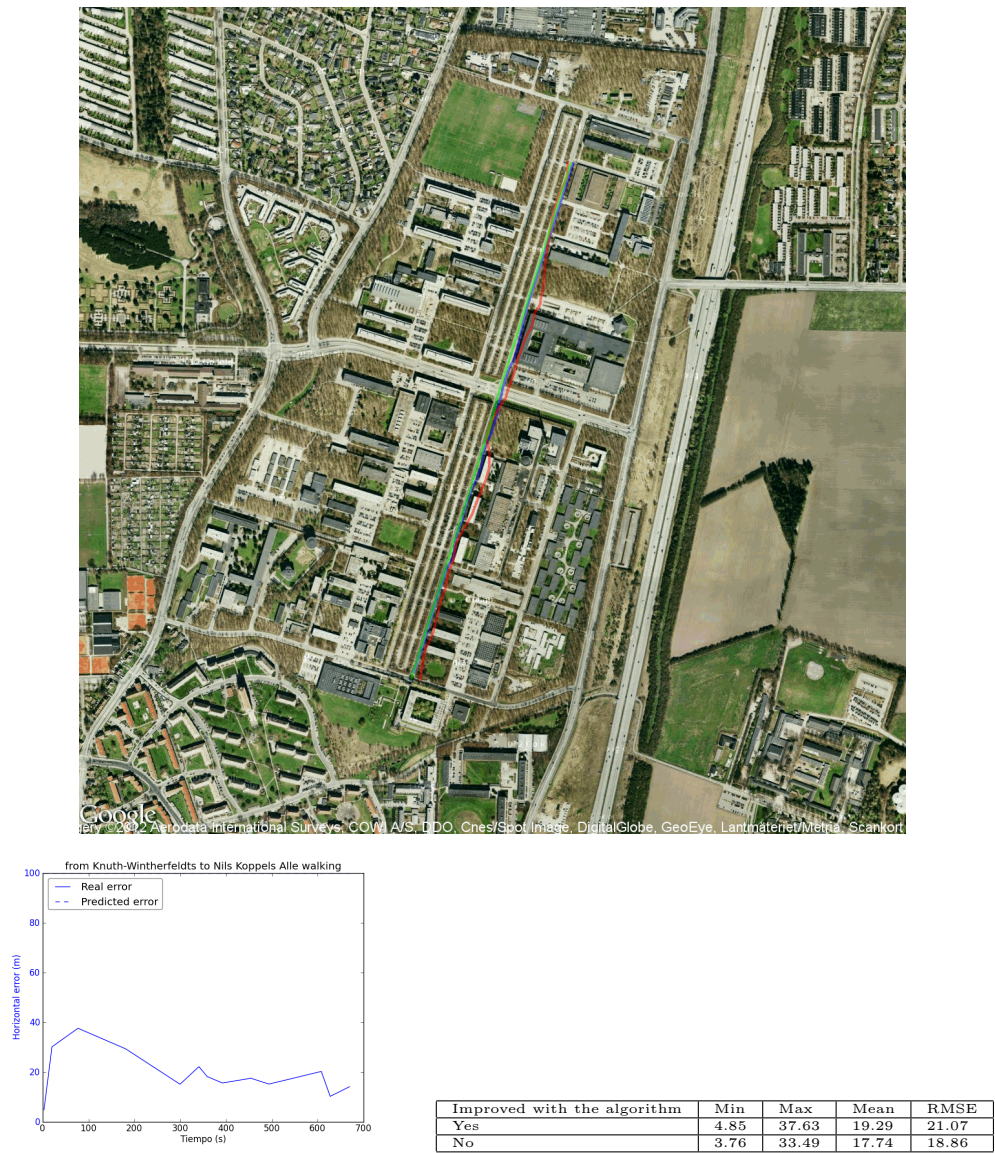 Google
©2012 Aerodata International Surveys, COWI A/S, DDO, Cnes/Spot Image, DigitalGlobe, GeoEye, Lantmäteriet/Metria, Scankort
from Knuth-Wintherfeldts to Nils Koppels Alle walking
Real error
Predicted error
Horizontal error (m)
100
80
60
40
20
0
0 100 200 300 400 500 600 700
Tiempo (s)
Improved with the algorithm Min Max Mean RMSE
Yes 4.85 37.63 19.29 21.07
No 3.76 33.49 17.74 18.86